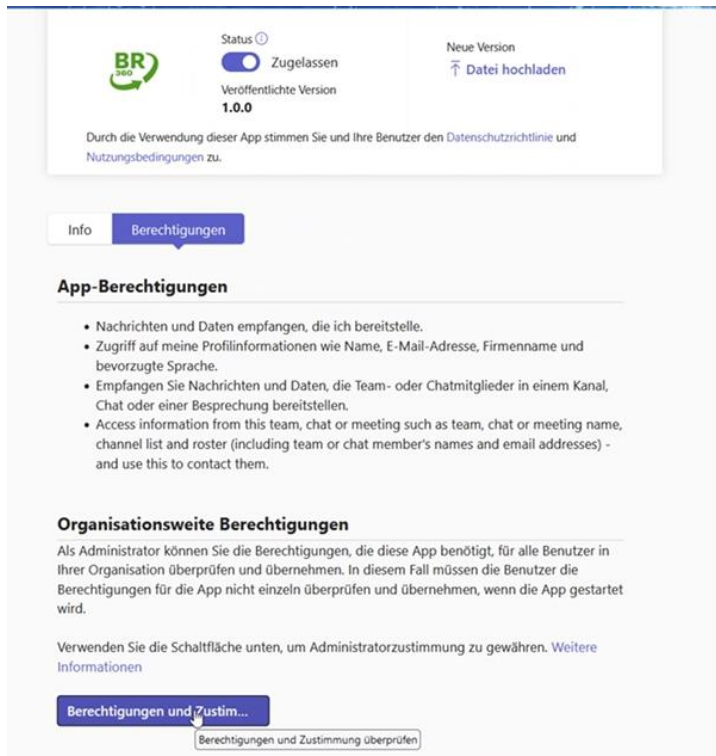 BR
360
Status
Zugelassen
Veröffentlichte Version
1.0.0
Neue Version
Datei hochladen
Durch die Verwendung dieser App stimmen Sie und Ihre Benutzer den Datenschutzrichtlinie und
Nutzungsbedingungen zu.
Info
Berechtigungen
App-Berechtigungen
• Nachrichten und Daten empfangen, die ich bereitstelle.
• Zugriff auf meine Profilinformationen wie Name, E-Mail-Adresse, Firmenname und
bevorzugte Sprache.
• Empfangen Sie Nachrichten und Daten, die Team- oder Chatmitglieder in einem Kanal,
Chat oder einer Besprechung bereitstellen.
• Access information from this team, chat or meeting such as team, chat or meeting name,
channel list and roster (including team or chat member's names and email addresses) -
and use this to contact them.
Organisationsweite Berechtigungen
Als Administrator können Sie die Berechtigungen, die diese App benötigt, für alle Benutzer in
Ihrer Organisation überprüfen und übernehmen. In diesem Fall müssen die Benutzer die
Berechtigungen für die App nicht einzeln überprüfen und übernehmen, wenn die App gestartet
wird.
Verwenden Sie die Schaltfläche unten, um Administratorzustimmung zu gewähren. Weitere
Informationen
Berechtigungen und Zustim...
Berechtigungen und Zustimmung überprüfen